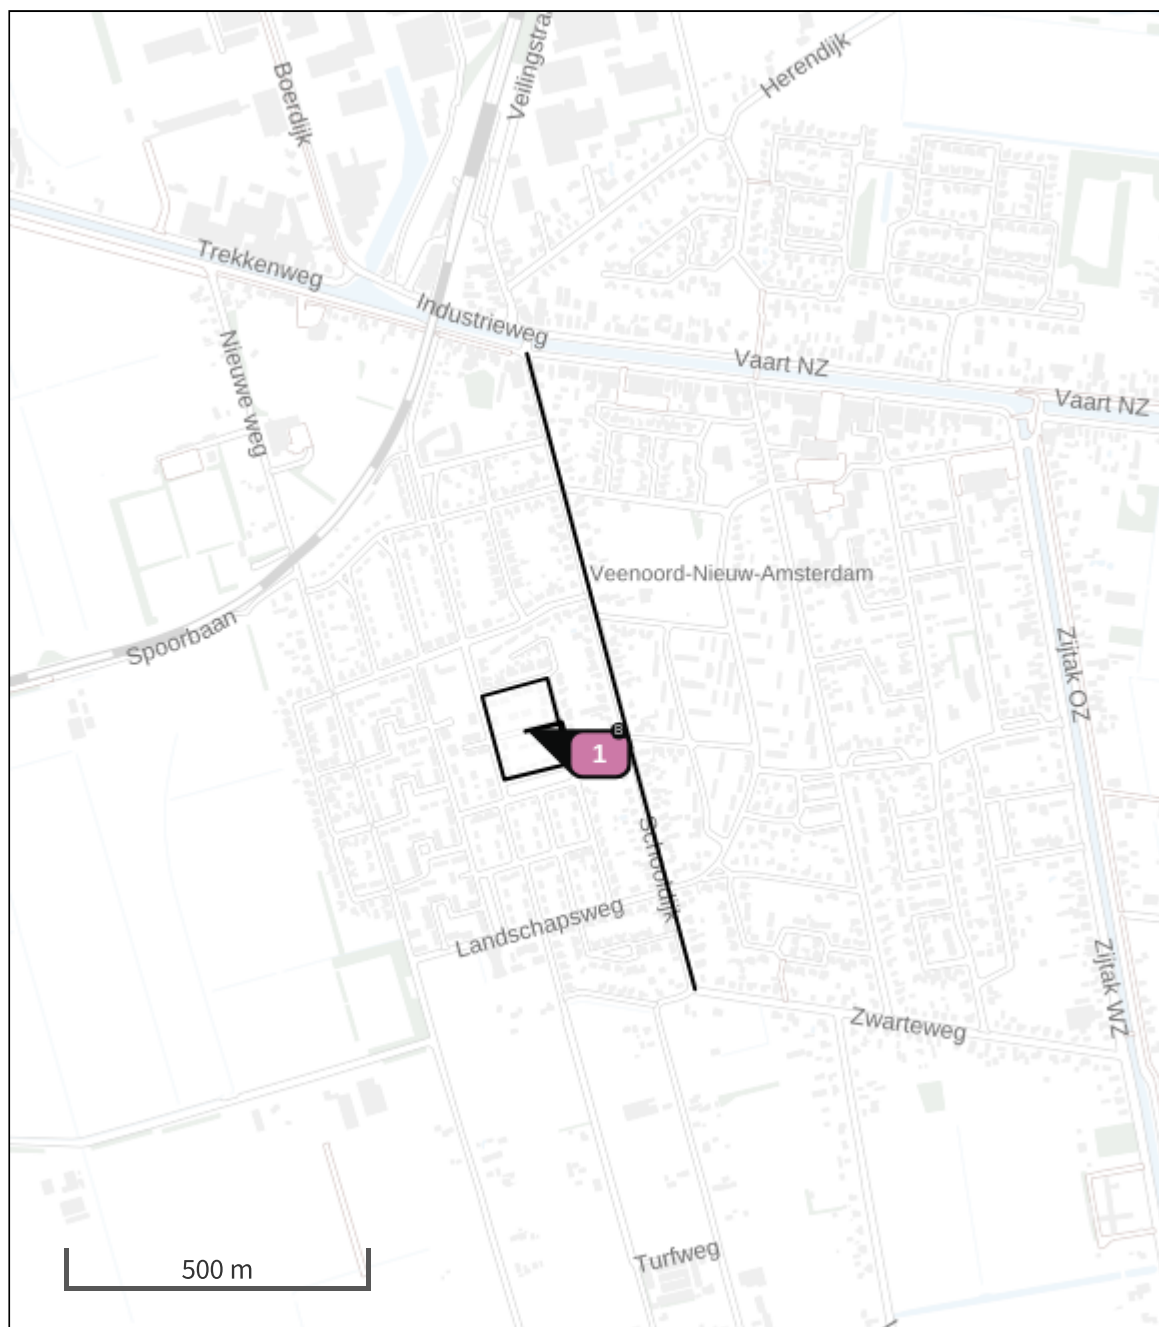 Veilingstra
Herendijk
Boerdijk
Trekkenweg
Industrieweg
Vaart NZ
Vaart NZ
Nieuwe weg
Veenoord-Nieuw-Amsterdam
Spoorbaan
Zijtak OZ
1
Schooldijk
Landschapsweg
Zijtak WZ
Zwarteweg
Turfweg
500 m